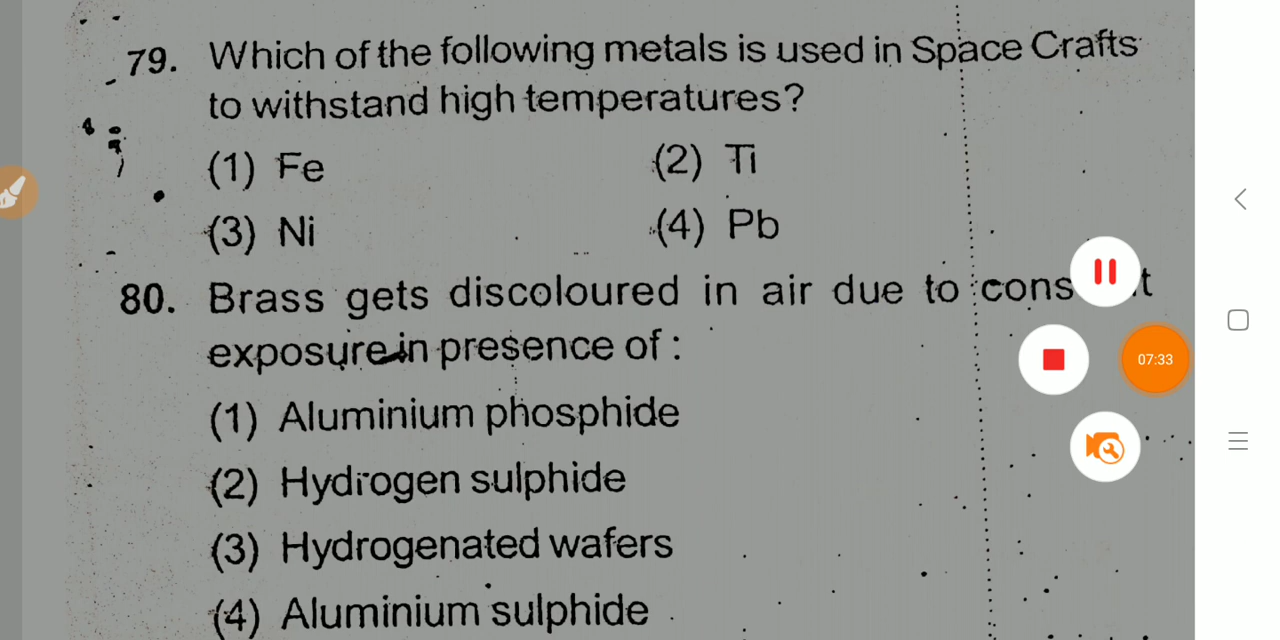 79. Which of the following metals is used in Space Crafts
to withstand high temperatures?
(1) Fe (2) Ti
(3) Ni (4) Pb
80. Brass gets discoloured in air due to cons t
exposure in presence of :
(1) Aluminium phosphide
(2) Hydrogen sulphide
(3) Hydrogenated wafers
(4) Aluminium sulphide
07:33